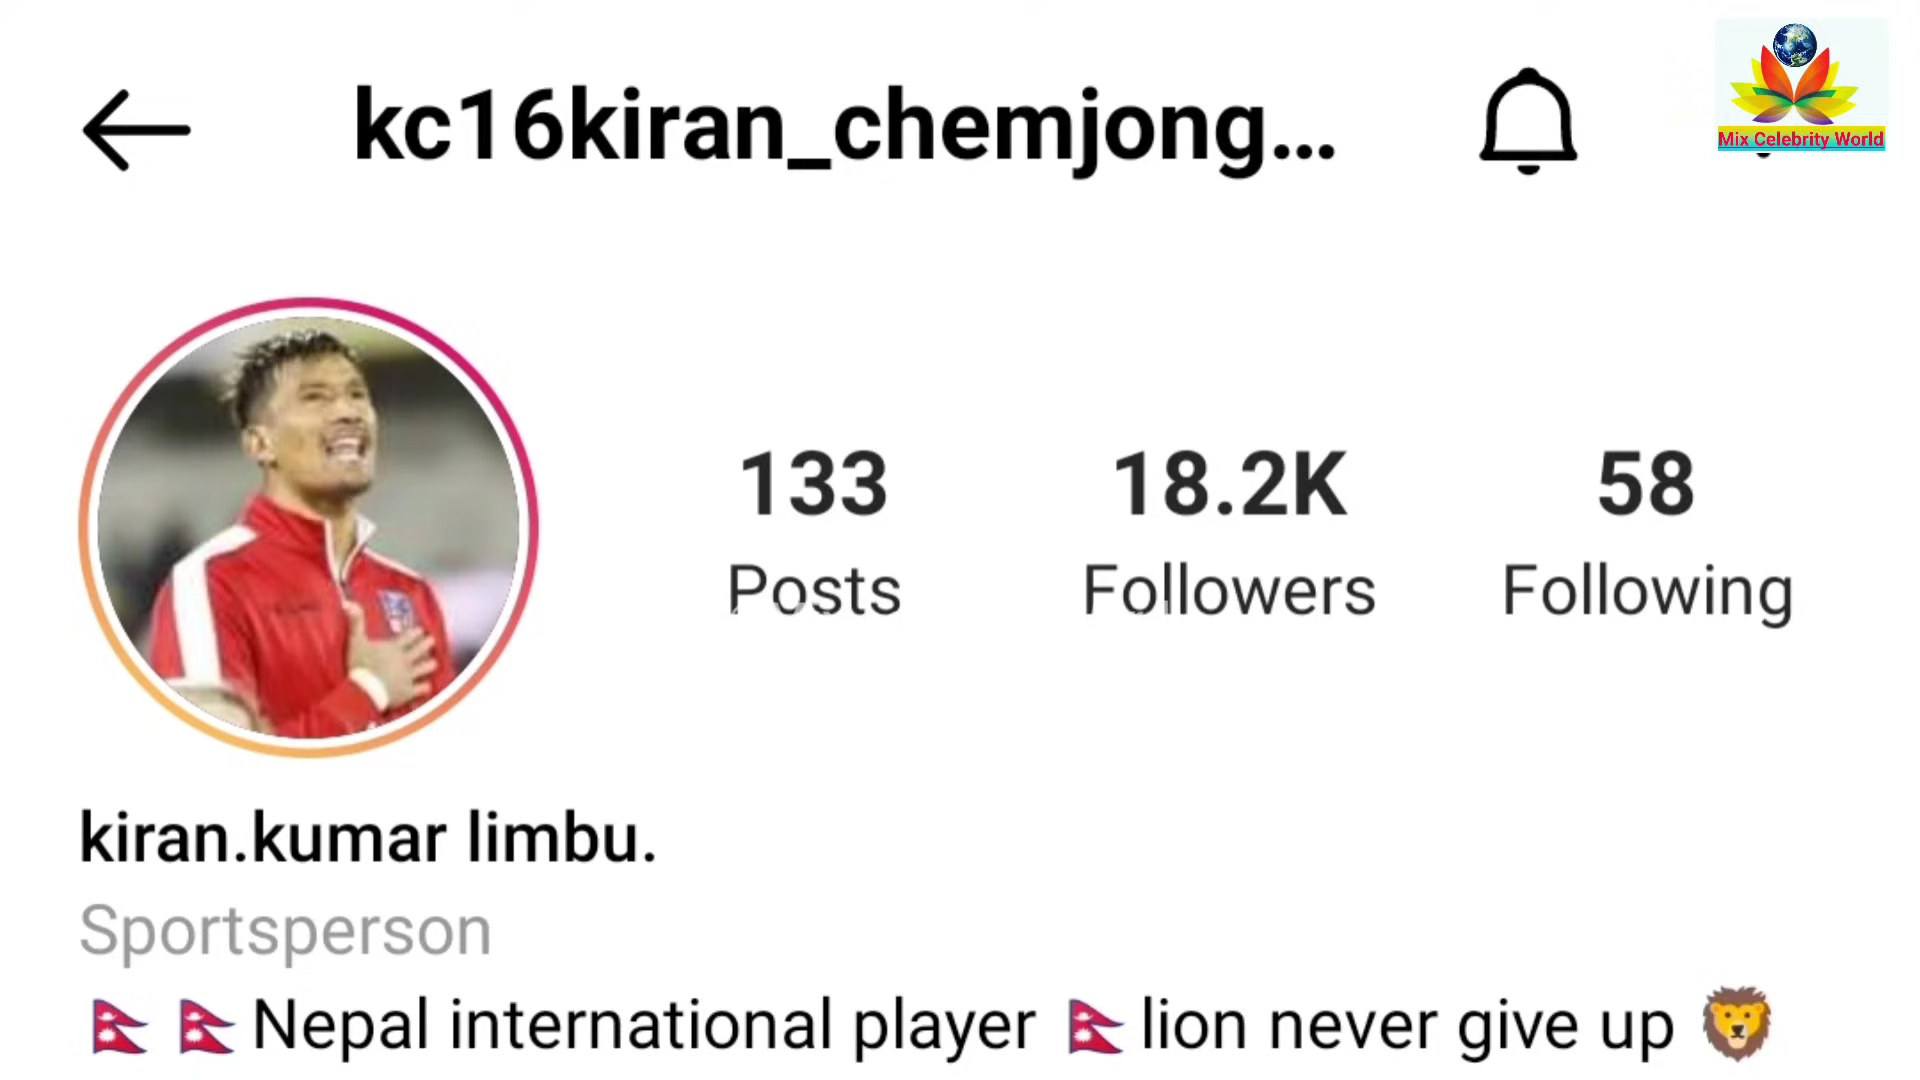 kc16kiran_chemjong...
Mix Celebrity World
133 18.2K 58
Posts Followers Following
kiran.kumar limbu.
Sportsperson
🇳🇵 🇳🇵 Nepal international player 🇳🇵 lion never give up 🦁